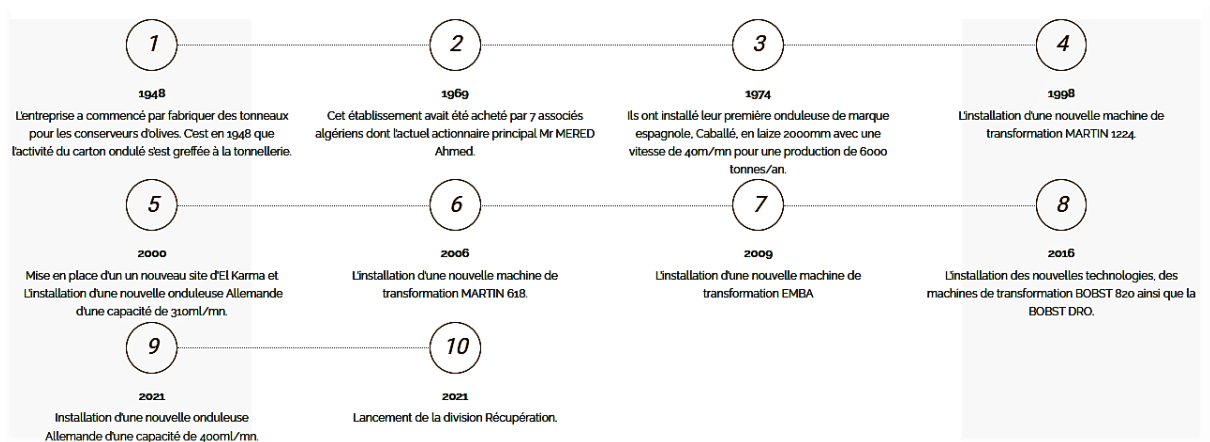 1
1948
L'entreprise a commencé par fabriquer des tonneaux
pour les conserveurs d'olives. C'est en 1948 que
l'activité du carton ondulé s'est greffée à la tonnellerie.
2
1969
Cet établissement avait été acheté par 7 associés
algériens dont l'actuel actionnaire principal Mr MERED
Ahmed.
3
1974
Ils ont installé leur première onduleuse de marque
espagnole, Caballé, en laize 2000mm avec une
vitesse de 40m/mn pour une production de 6000
tonnes/an.
4
1998
L'installation d'une nouvelle machine de
transformation MARTIN 1224.
5
2000
Mise en place d'un un nouveau site d'El Karma et
L'installation d'une nouvelle onduleuse Allemande
d'une capacité de 310ml/mn.
6
2006
L'installation d'une nouvelle machine de
transformation MARTIN 618.
7
2009
L'installation d'une nouvelle machine de
transformation EMBA
8
2016
L'installation des nouvelles technologies, des
machines de transformation BOBST 820 ainsi que la
BOBST DRO.
9
2021
Installation d'une nouvelle onduleuse
Allemande d'une capacité de 400ml/mn.
10
2021
Lancement de la division Récupération.